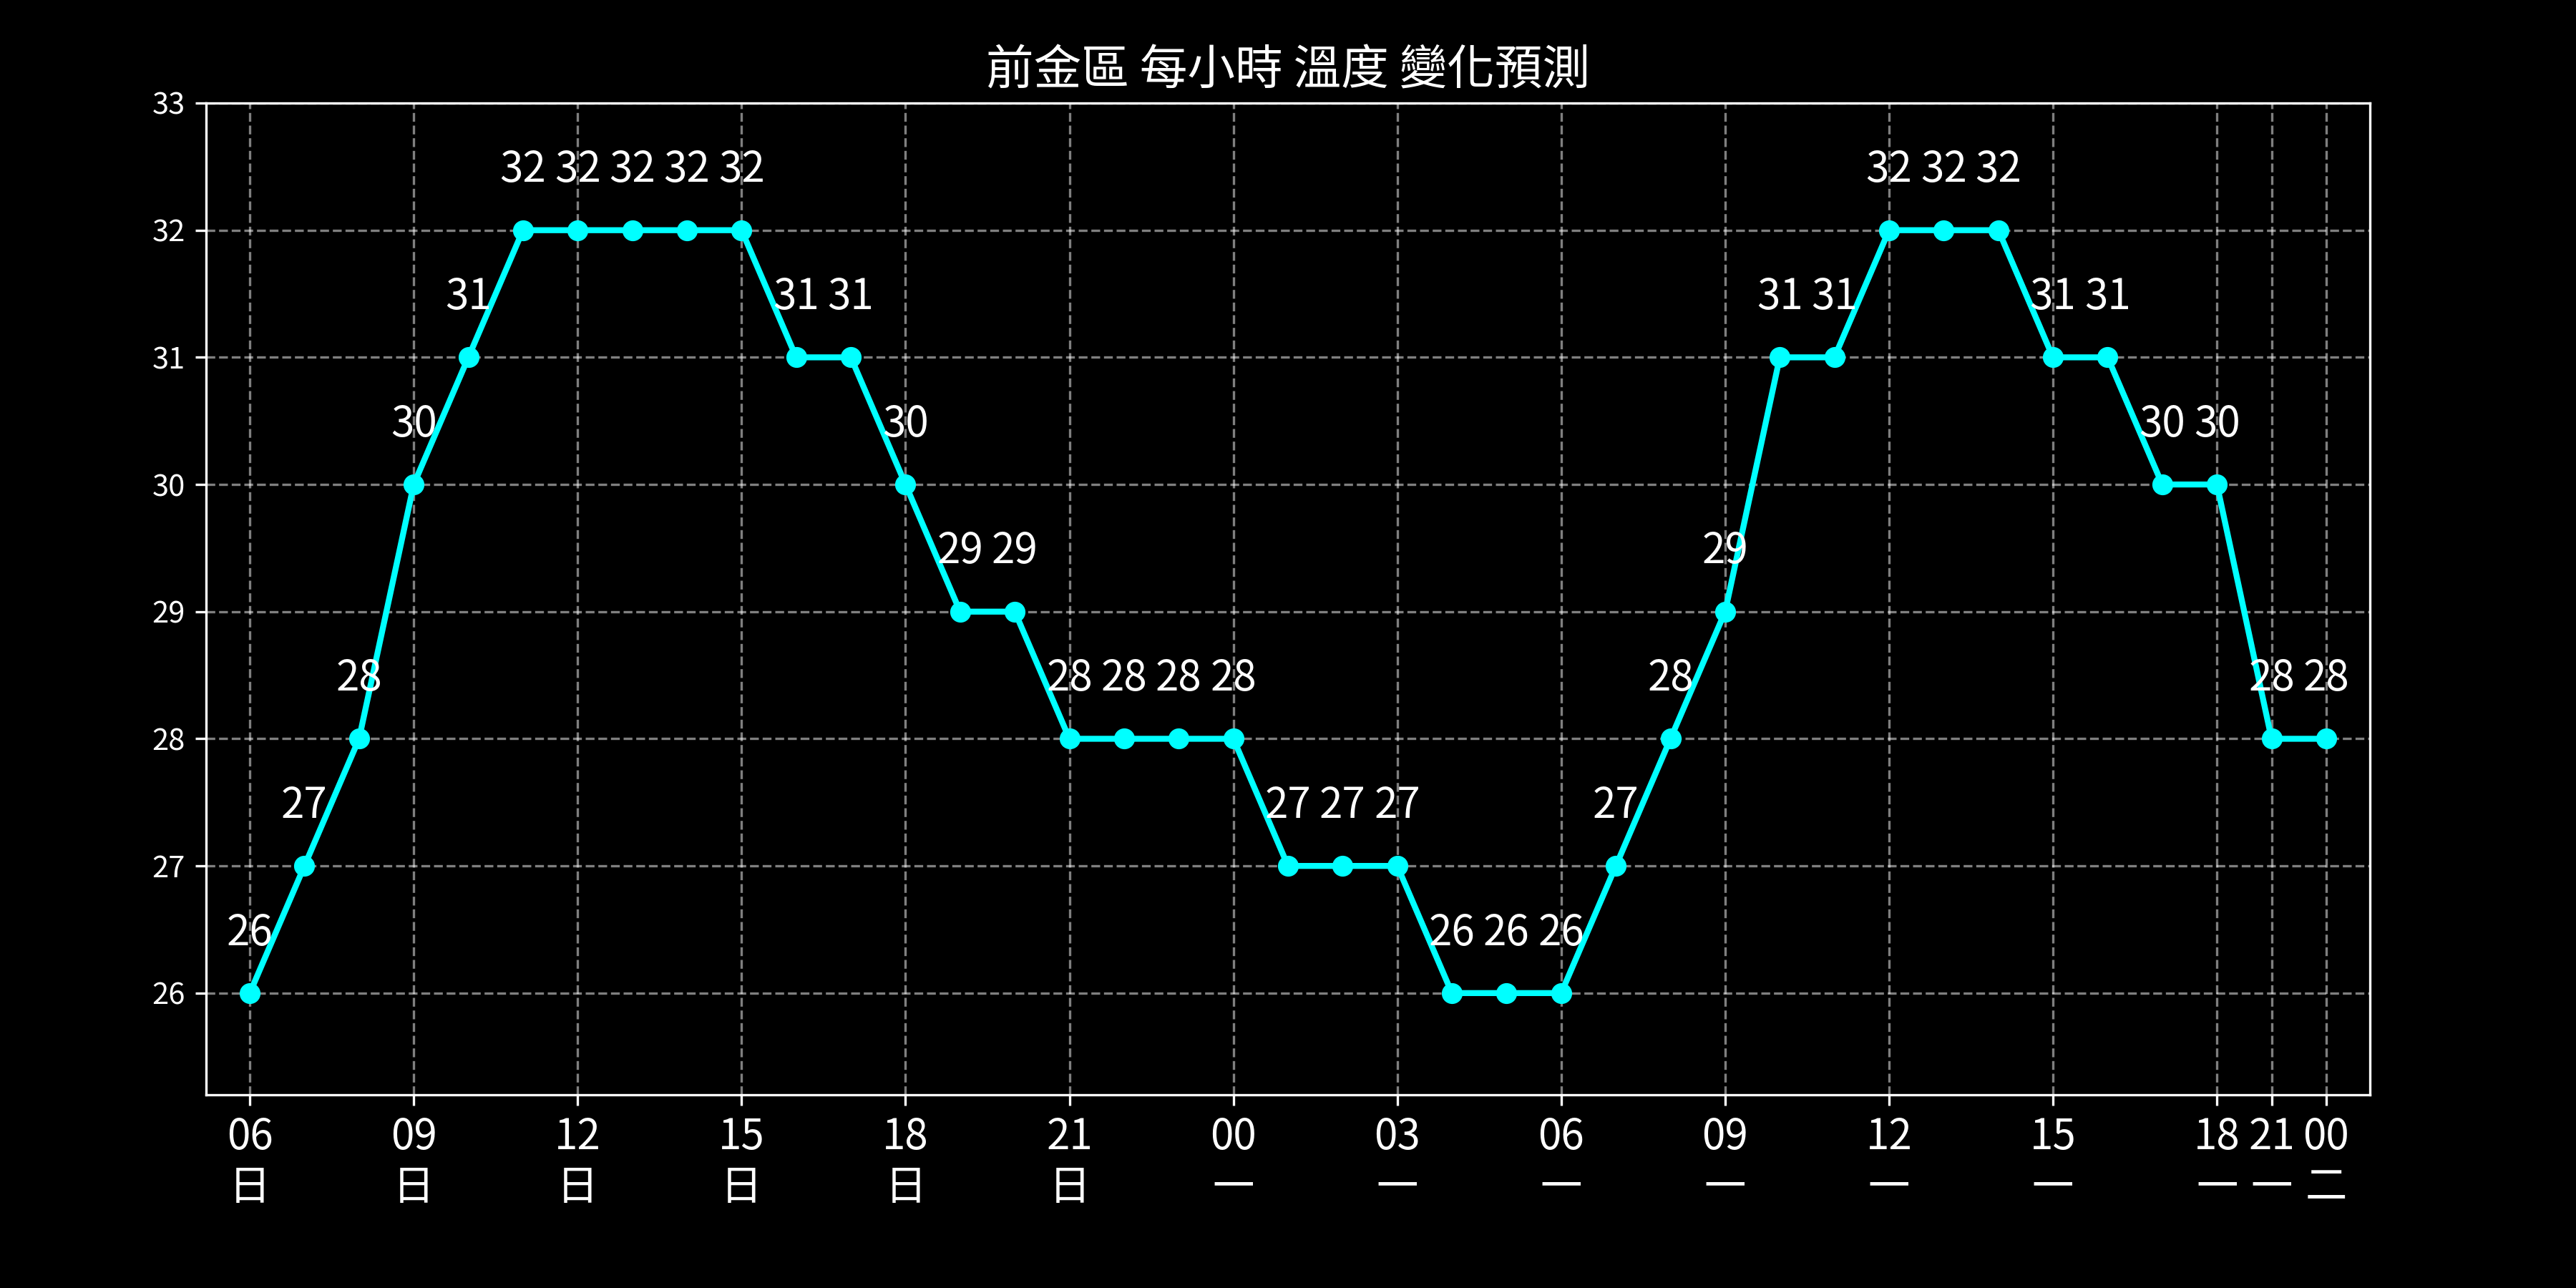 前金區 每小時 溫度 變化預測
33
32 32 32 32 32 32 32 32
32
31 31 31 31 31 31 31
31
30 30 30 30
30
29 29 29
29
28 28 28 28 28 28 28 28
28
27 27 27 27 27
27
26 26 26 26
26
06 09 12 15 18 21 00 03 06 09 12 15 18 21 00
日 日 日 日 日 日 一 一 一 一 一 一 一 一 二